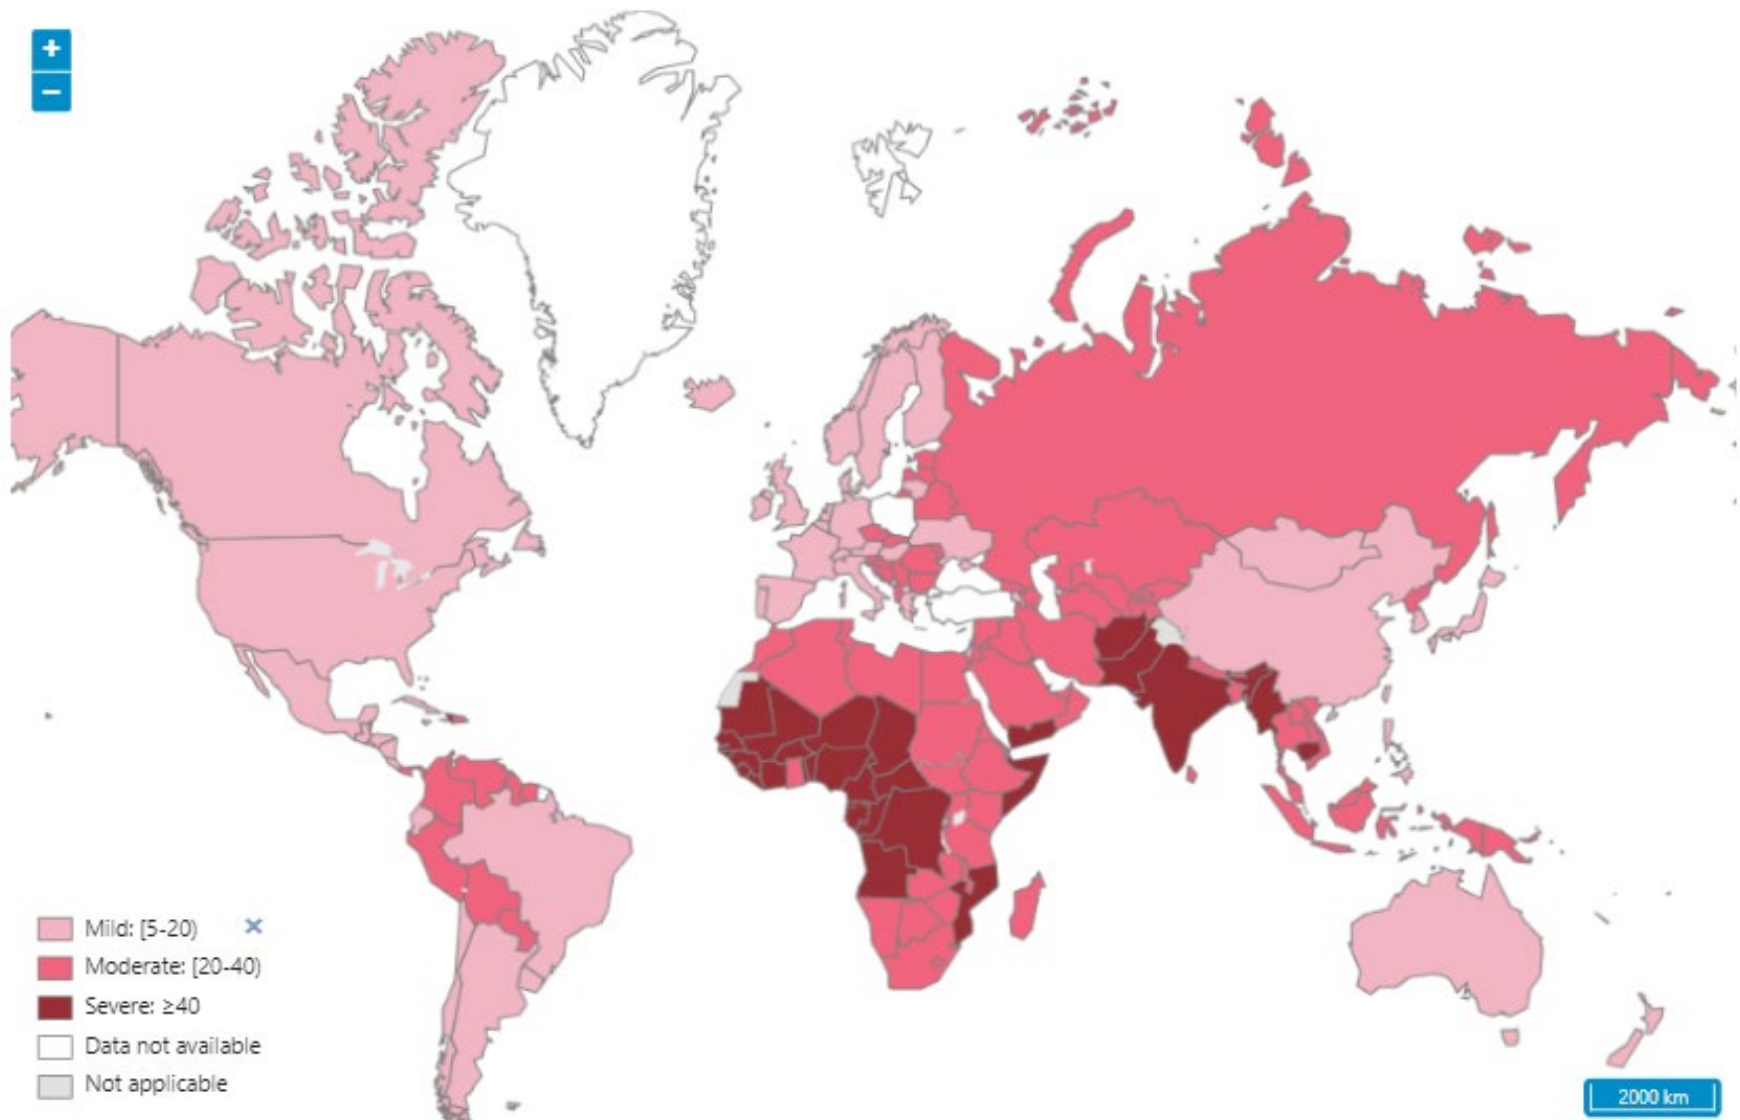 +
−
Mild: [5-20) ×
Moderate: [20-40)
Severe: ≥40
Data not available
Not applicable
2000 km